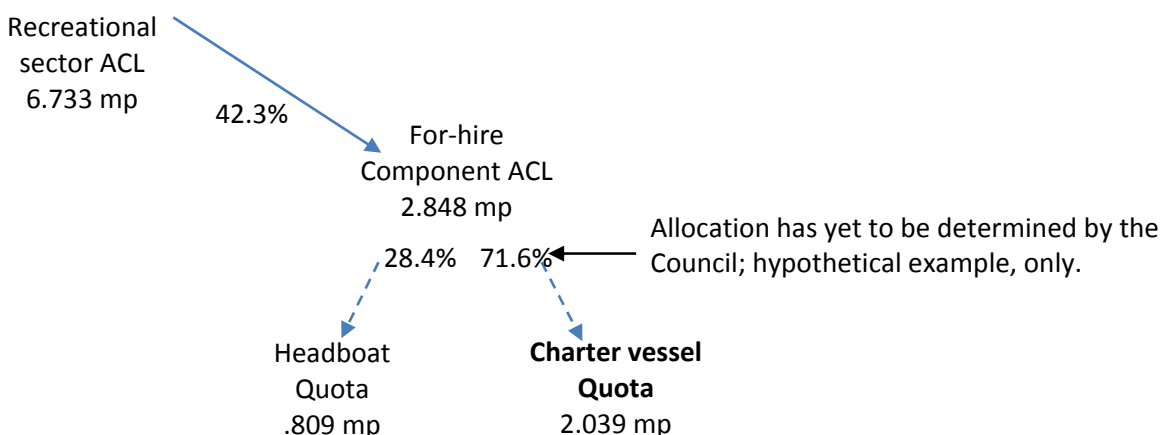 Recreational
sector ACL
6.733 mp
42.3%
For-hire
Component ACL
2.848 mp
28.4% 71.6%
Allocation has yet to be determined by the
Council; hypothetical example, only.
Headboat
Quota
.809 mp
Charter vessel
Quota
2.039 mp